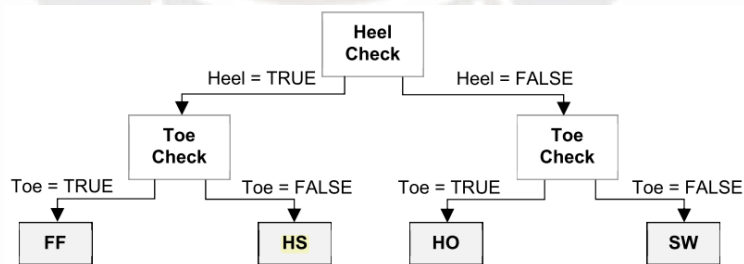 Heel
Check
Heel = TRUE
Heel = FALSE
Toe
Check
Toe
Check
Toe = TRUE
Toe = FALSE
Toe = TRUE
Toe = FALSE
FF
HS
HO
SW